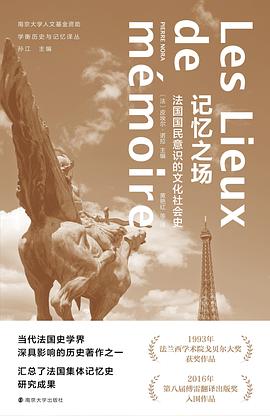 南京大学人文基金资助
学衡历史与记忆译丛
孙江 主编
Les Lieux
de
mémoire
PIERRE NORA
〔法〕皮埃尔·诺拉 主编
黄艳红 等 译
记忆之场
法国国民意识的文化社会史
当代法国史学界
深具影响的历史著作之一
汇总了法国集体记忆史
研究成果
1993年
法兰西学术院戈贝尔大奖
获奖作品
2016年
第八届傅雷翻译出版奖
入围作品
南京大学出版社